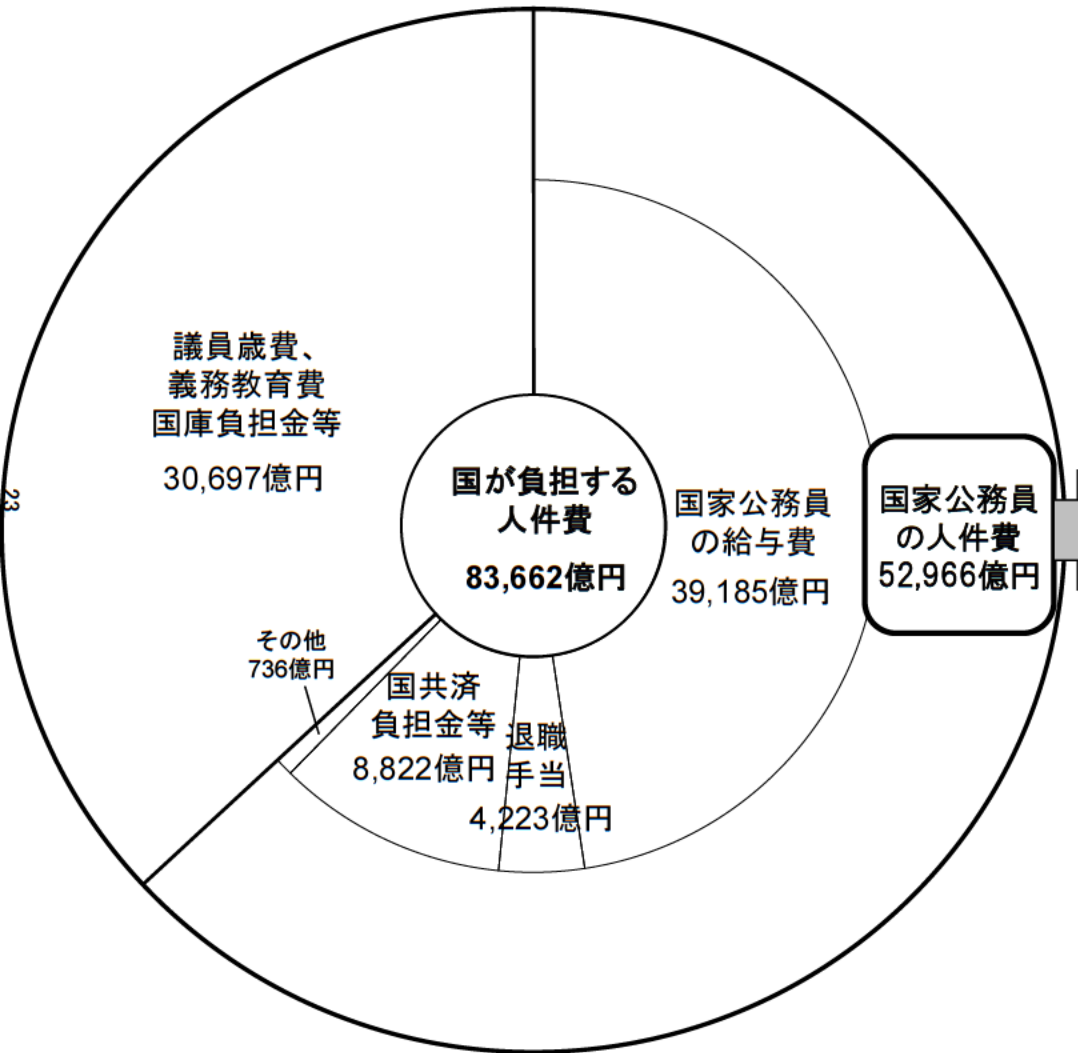 国が負担する
人件費
83,662億円
国家公務員
の人件費
52,966億円
国家公務員
の給与費
39,185億円
退職
手当
4,223億円
国共済
負担金等
8,822億円
その他
736億円
議員歳費、
義務教育費
国庫負担金等
30,697億円
23